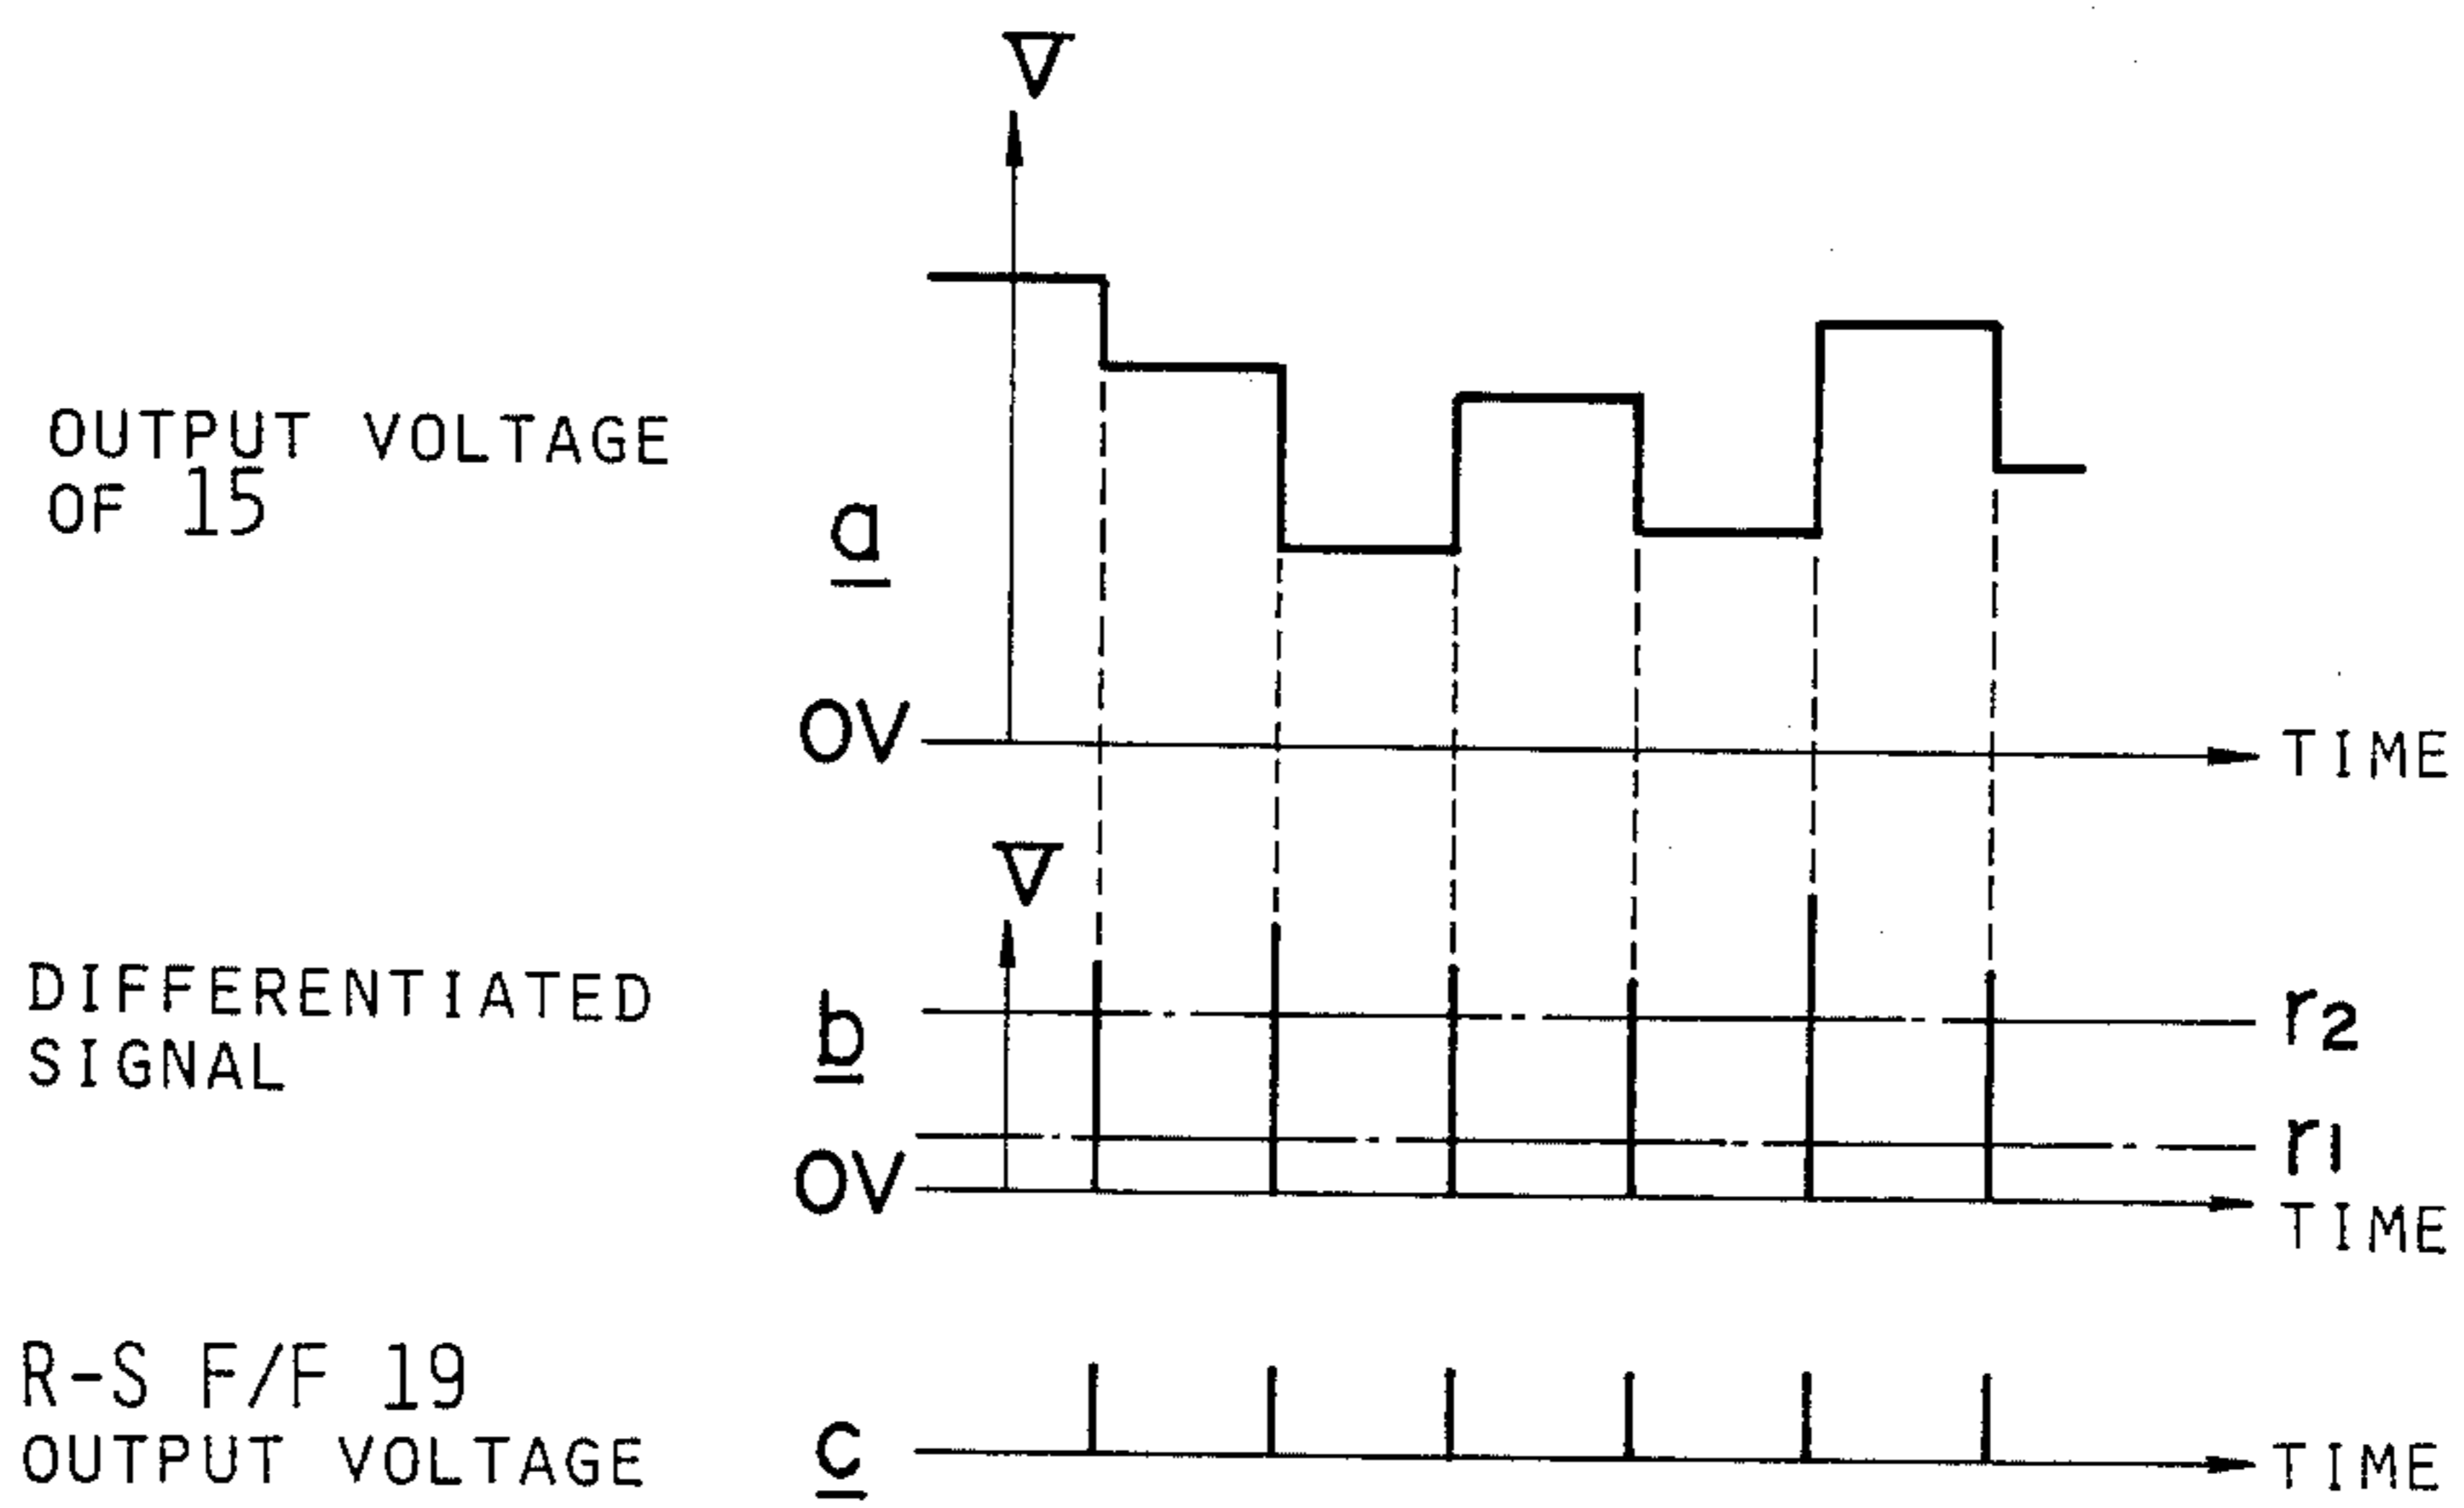 V
OUTPUT VOLTAGE
OF 15
a
OV
TIME
V
DIFFERENTIATED
SIGNAL
b
r2
r1
OV
TIME
R-S F/F 19
OUTPUT VOLTAGE
c
TIME